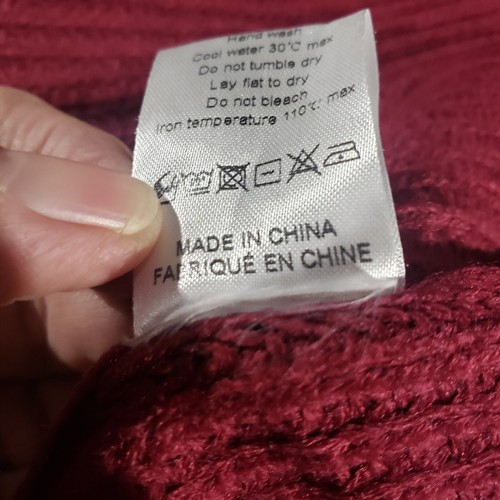 Hand wash
Cool water 30°C max
Do not tumble dry
Lay flat to dry
Do not bleach
Iron temperature 110°C max
MADE IN CHINA
FABRIQUÉ EN CHINE